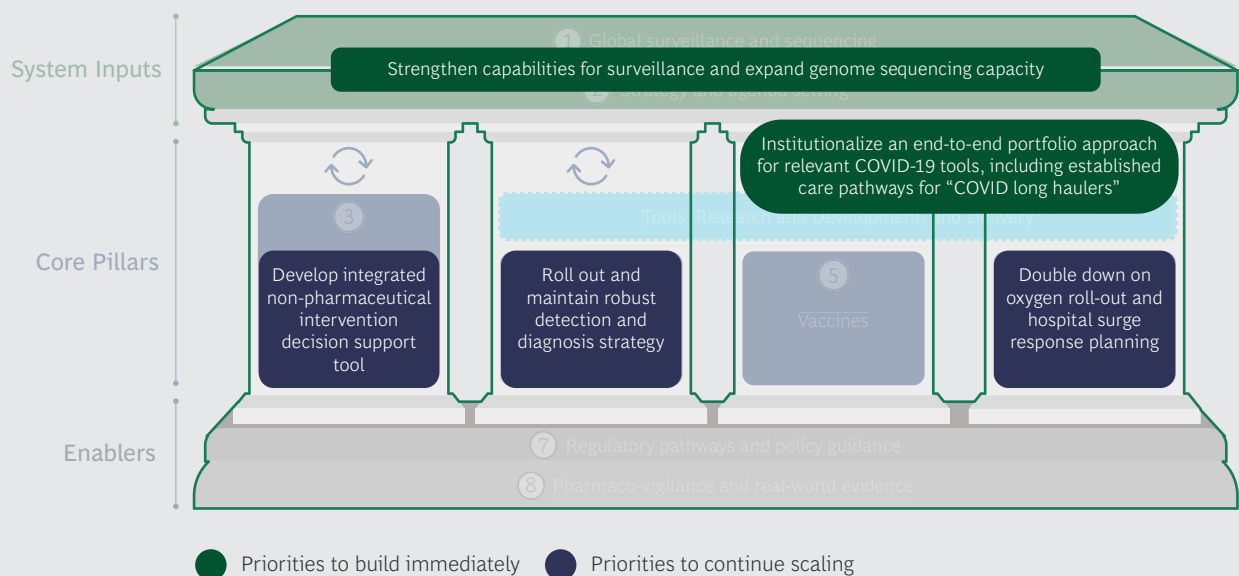 System Inputs
1 Global surveillance and sequencing
Strengthen capabilities for surveillance and expand genome sequencing capacity
2 Strategy and agenda setting
Institutionalize an end-to-end portfolio approach
for relevant COVID-19 tools, including established
care pathways for “COVID long haulers”
Core Pillars
3
Tools: Research and Development, and Delivery
Develop integrated
non-pharmaceutical
intervention
decision support
tool
Roll out and
maintain robust
detection and
diagnosis strategy
5
Vaccines
Double down on
oxygen roll-out and
hospital surge
response planning
Enablers
7 Regulatory pathways and policy guidance
8 Pharmaco-vigilance and real-world evidence
Priorities to build immediately
Priorities to continue scaling